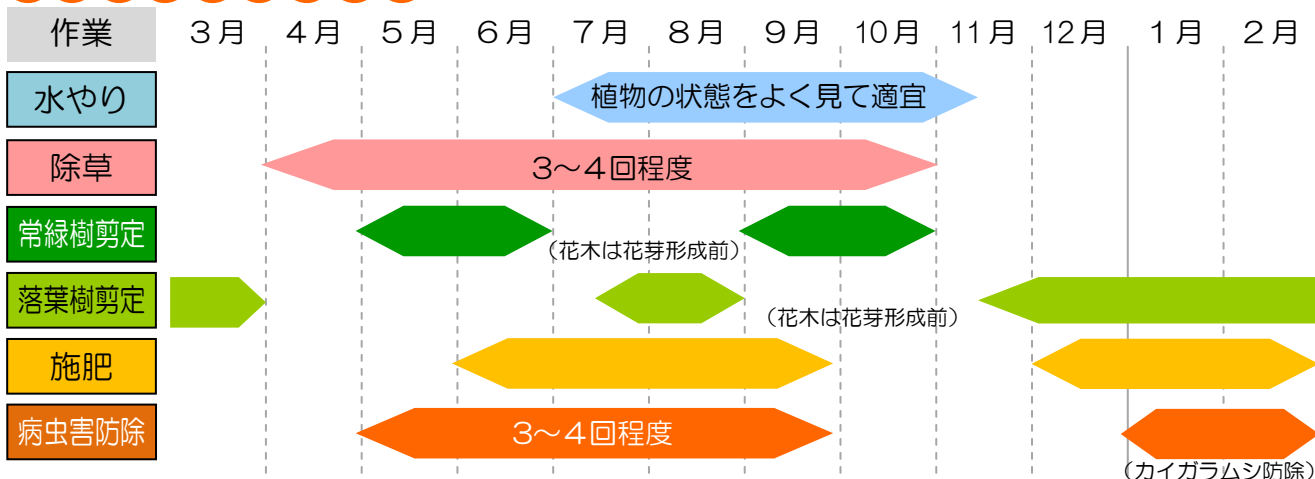 作業 3月 4月 5月 6月 7月 8月 9月 10月 11月 12月 1月 2月
水やり 植物の状態をよく見て適宜
除草 3～4回程度
常緑樹剪定 （花木は花芽形成前）
落葉樹剪定 （花木は花芽形成前）
施肥
病虫害防除 3～4回程度
（カイガラムシ防除）